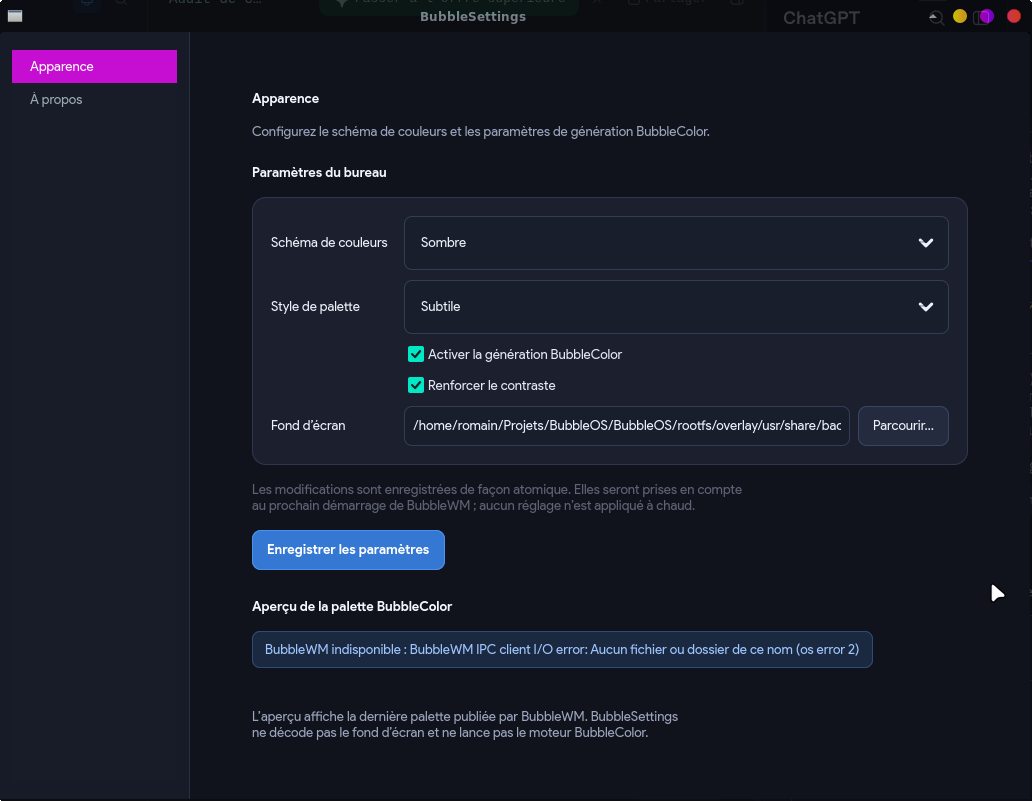 Audit de C...
Passer à l'offre supérieure
Partager
BubbleSettings
ChatGPT
Apparence
À propos
Apparence
Configurez le schéma de couleurs et les paramètres de génération BubbleColor.
Paramètres du bureau
Schéma de couleurs
Sombre
Style de palette
Subtile
Activer la génération BubbleColor
Renforcer le contraste
Fond d’écran
/home/romain/Projets/BubbleOS/BubbleOS/rootfs/overlay/usr/share/bac
Parcourir...
Les modifications sont enregistrées de façon atomique. Elles seront prises en compte
au prochain démarrage de BubbleWM ; aucun réglage n’est appliqué à chaud.
Enregistrer les paramètres
Aperçu de la palette BubbleColor
BubbleWM indisponible : BubbleWM IPC client I/O error: Aucun fichier ou dossier de ce nom (os error 2)
L’aperçu affiche la dernière palette publiée par BubbleWM. BubbleSettings
ne décode pas le fond d’écran et ne lance pas le moteur BubbleColor.